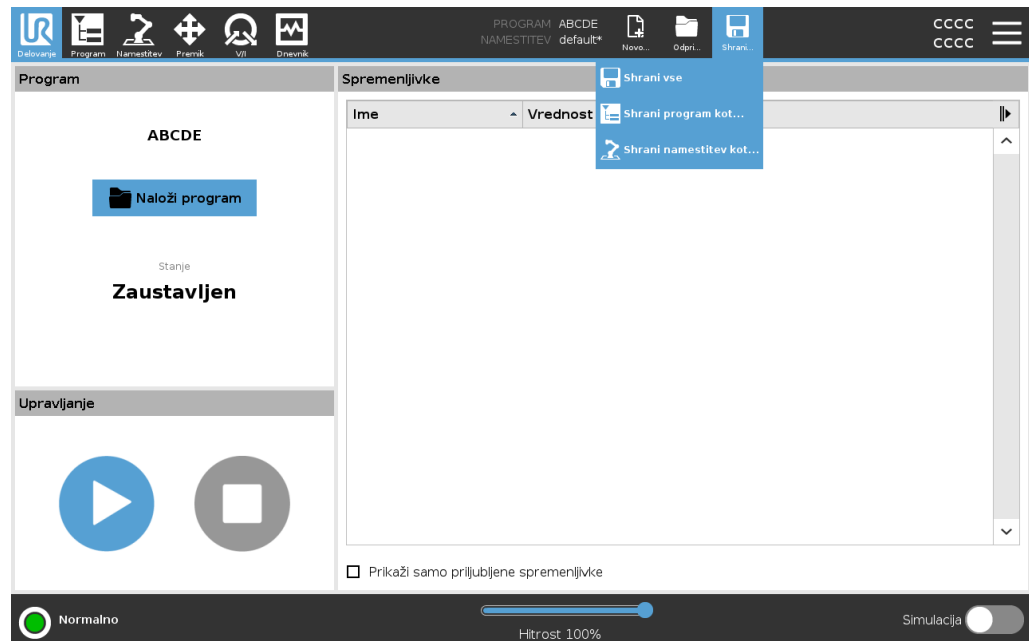 PROGRAM ABCDE
NAMESTITEV default*
UR
Delovanje
Program
Namestitev
Premik
V/I
Dnevnik
Novo...
Odpri...
Shrani...
CCCC
CCCC
Shrani vse
Shrani program kot...
Shrani namestitev kot...
Program
ABCDE
Naloži program
Stanje
Zaustavljen
Upravljanje
Spremenljivke
Ime
Vrednost
Prikaži samo priljubljene spremenljivke
Normalno
Hitrost 100%
Simulacija